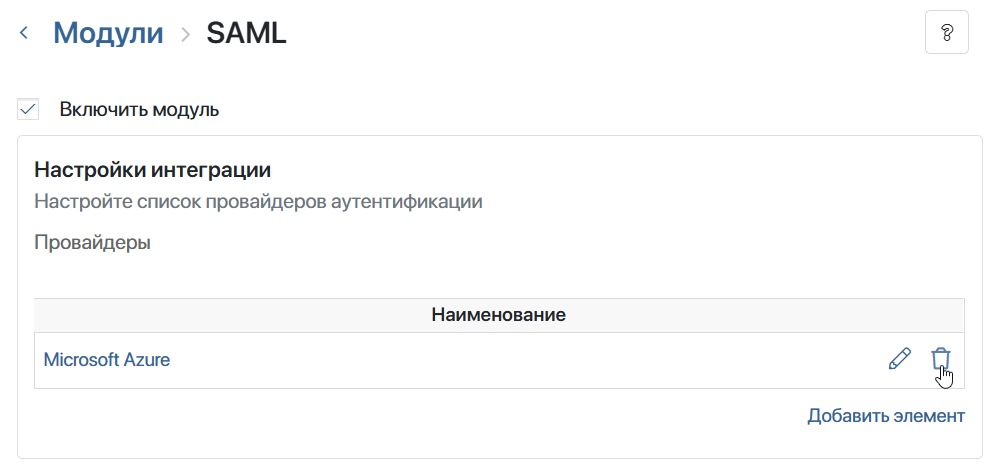 Модули > SAML
?
Включить модуль
Настройки интеграции
Настройте список провайдеров аутентификации
Провайдеры
Наименование
Microsoft Azure
Добавить элемент